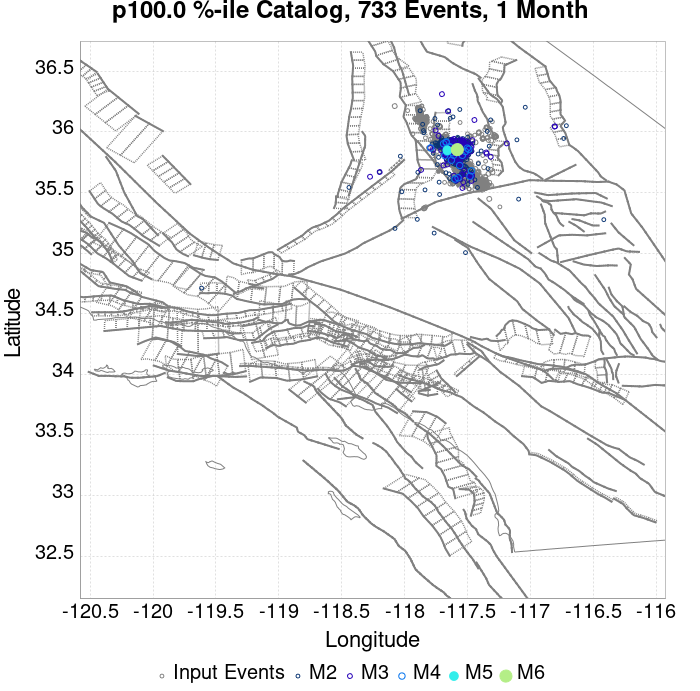 p100.0 %-ile Catalog, 733 Events, 1 Month
36.5
36
35.5
35
34.5
34
33.5
33
32.5
Latitude
-120.5 -120 -119.5 -119 -118.5 -118 -117.5 -117 -116.5 -116
Longitude
Input Events M2 M3 M4 M5 M6